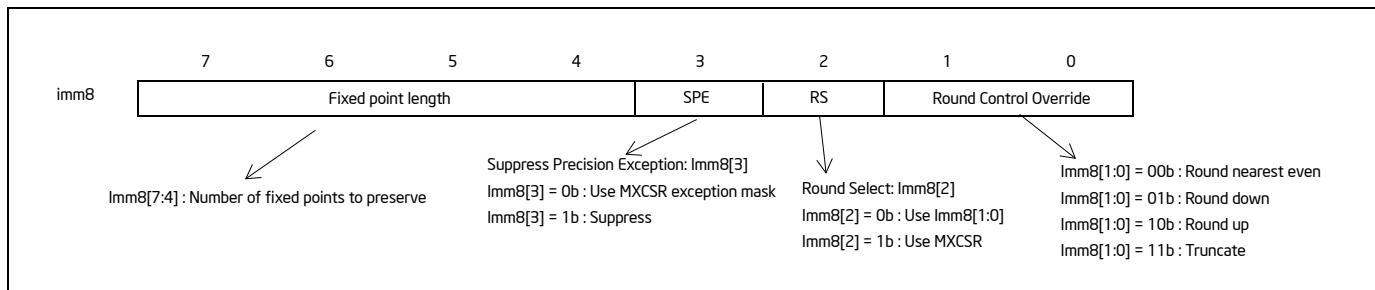 7 6 5 4 3 2 1 0
imm8 Fixed point length SPE RS Round Control Override
Imm8[7:4] : Number of fixed points to preserve
Suppress Precision Exception: Imm8[3]
Imm8[3] = 0b : Use MXCSR exception mask
Imm8[3] = 1b : Suppress
Round Select: Imm8[2]
Imm8[2] = 0b : Use Imm8[1:0]
Imm8[2] = 1b : Use MXCSR
Imm8[1:0] = 00b : Round nearest even
Imm8[1:0] = 01b : Round down
Imm8[1:0] = 10b : Round up
Imm8[1:0] = 11b : Truncate